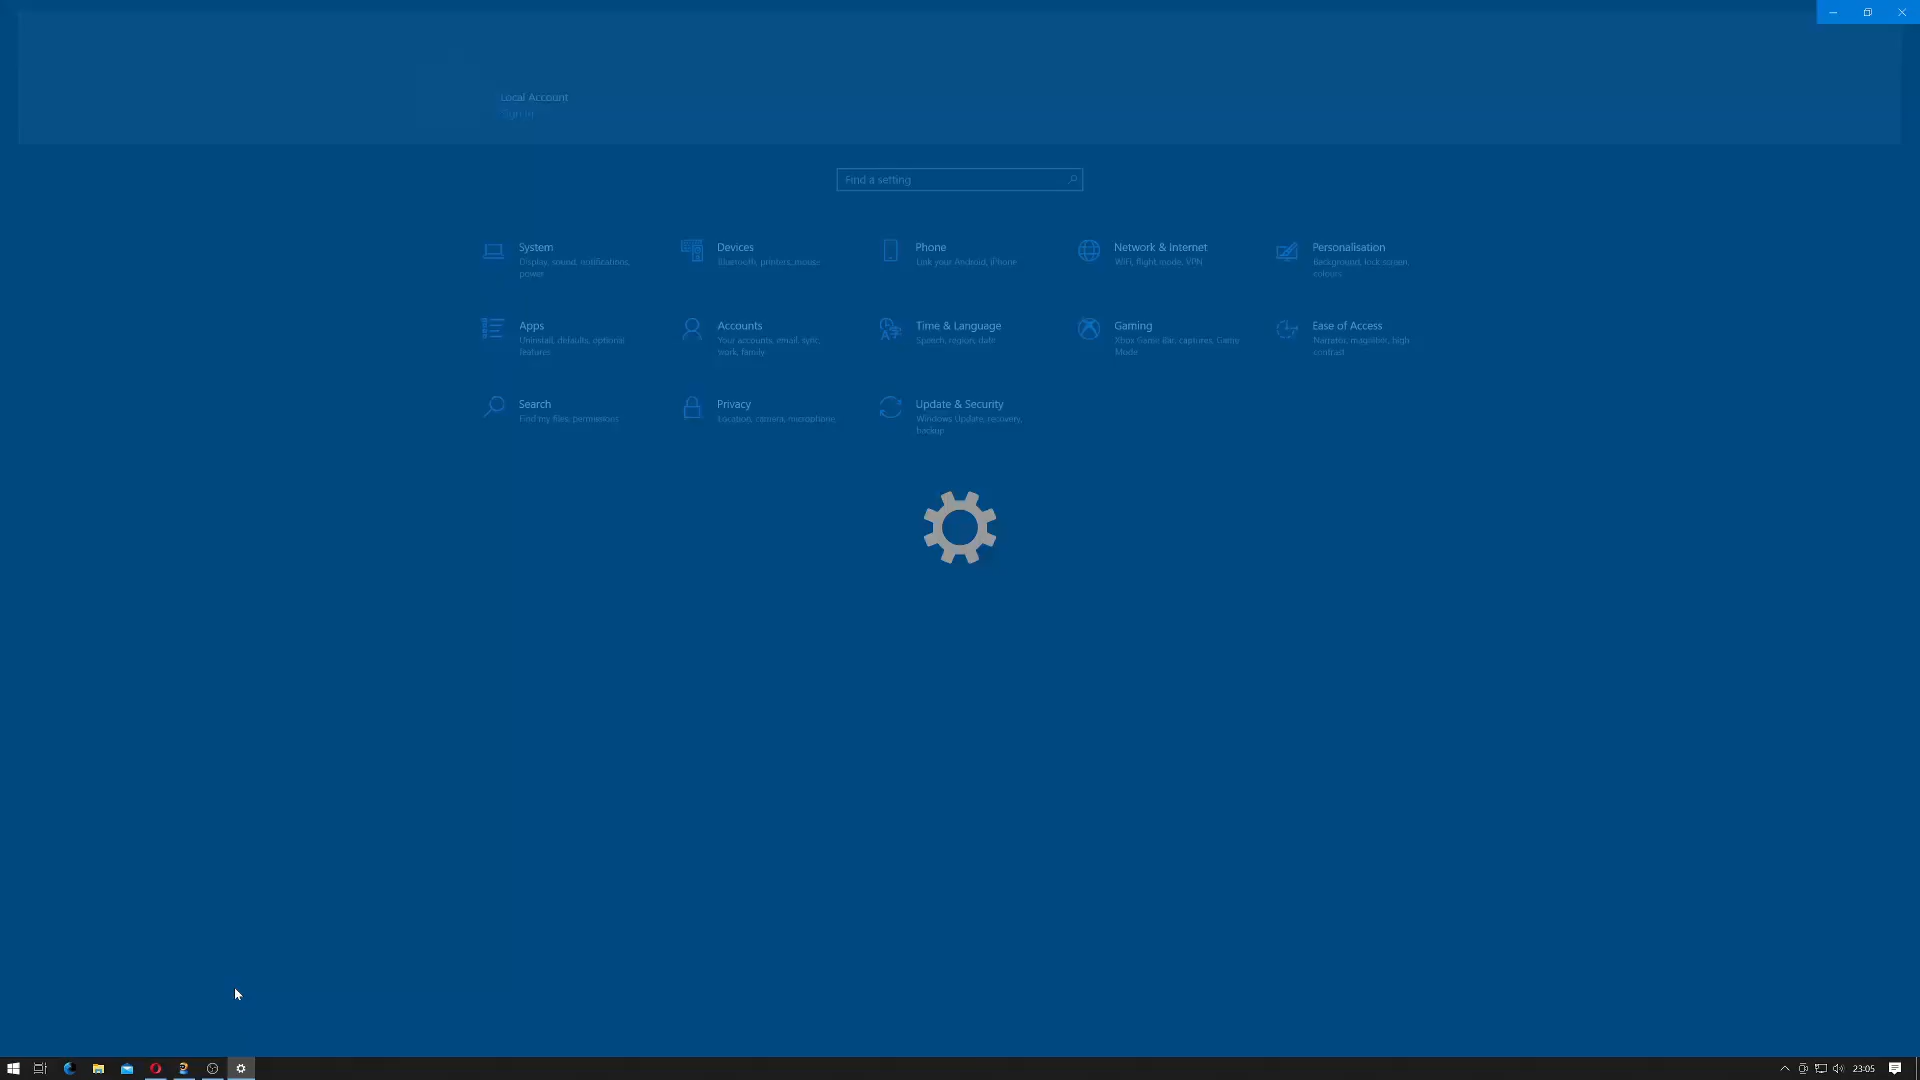 Local Account
Sign in
Find a setting
System
Display, sound, notifications,
power
Devices
Bluetooth, printers, mouse
Phone
Link your Android, iPhone
Network & Internet
WiFi, flight mode, VPN
Personalisation
Background, lock screen,
colours
Apps
Uninstall, defaults, optional
features
Accounts
Your accounts, email, sync,
work, family
Time & Language
Speech, region, date
Gaming
Xbox Game Bar, captures, Game
Mode
Ease of Access
Narrator, magnifier, high
contrast
Search
Find my files, permissions
Privacy
Location, camera, microphone
Update & Security
Windows Update, recovery,
backup
23:05